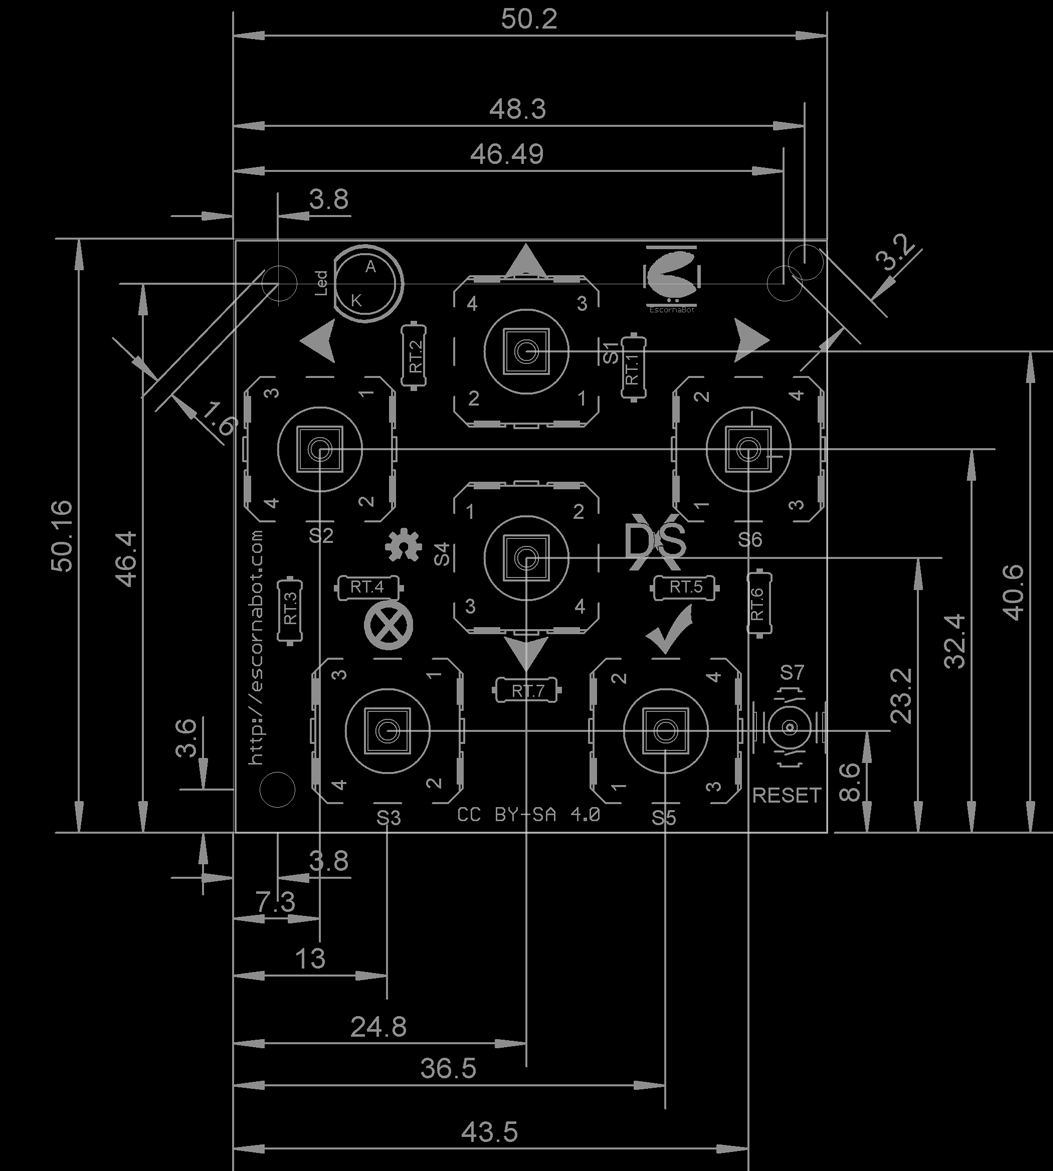 50.2
48.3
46.49
3.8
3.2
Led
A
K
EscornaBot
4
3
RT.2
S1
RT.1
2
1
1.6
3
1
4
2
S2
2
4
1
3
S6
50.16
46.4
http://escornabot.com
S4
1
2
3
4
DS
RT.3
RT.4
RT.5
RT.6
40.6
32.4
23.2
8.6
RT.7
3
1
4
2
S3
2
4
1
3
S5
S7
RESET
CC BY-SA 4.0
3.6
3.8
7.3
13
24.8
36.5
43.5